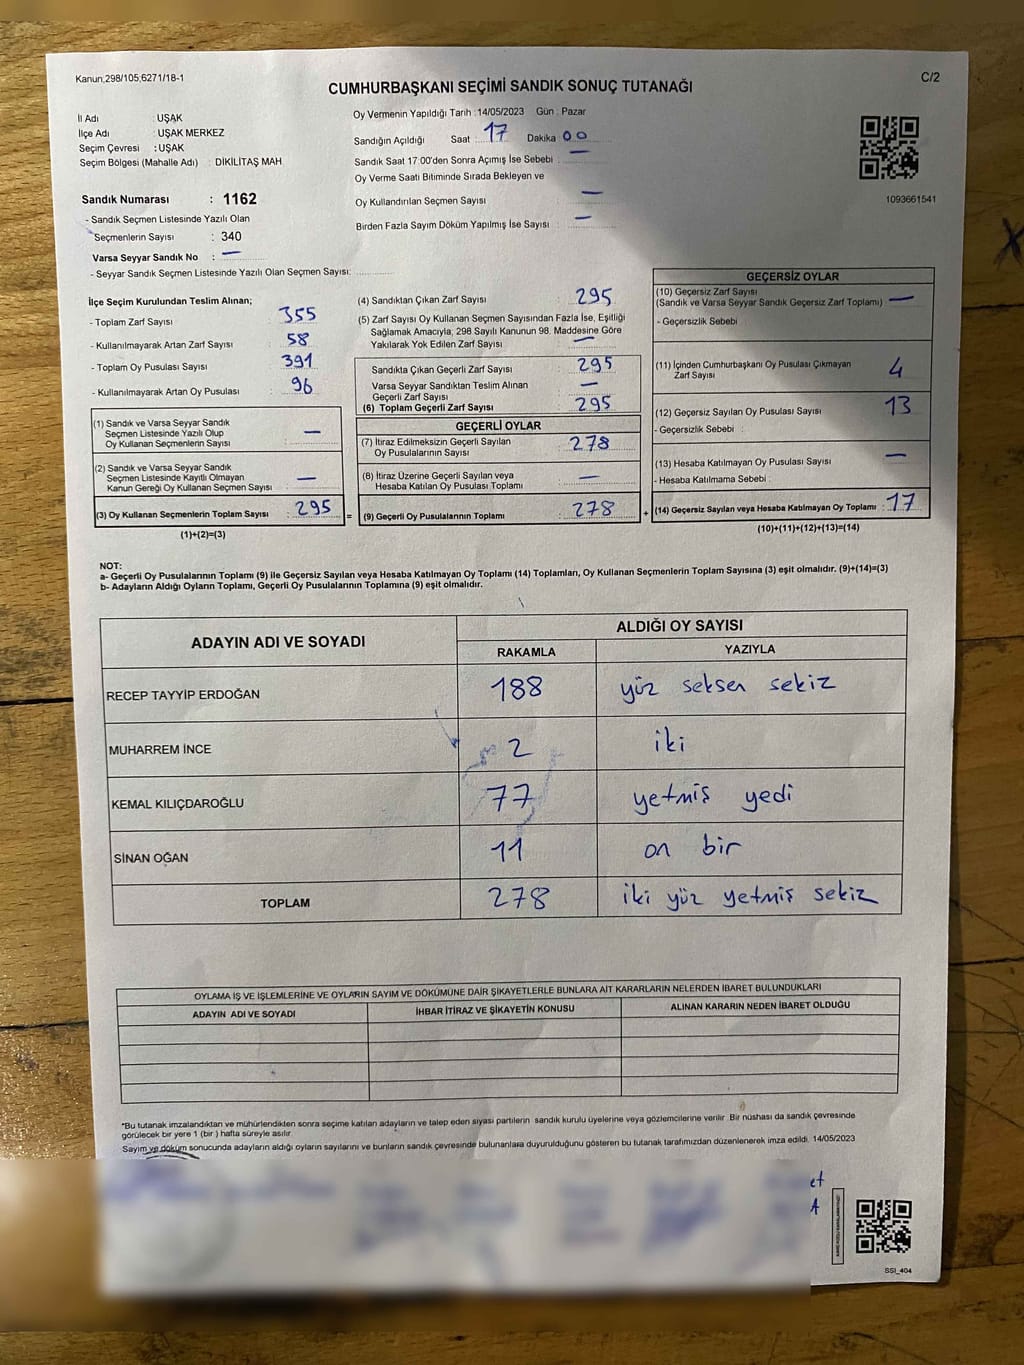 Kanun,298/105,6271/18-1
C/2
CUMHURBAŞKANI SEÇİMİ SANDIK SONUÇ TUTANAĞI
İl Adı : UŞAK
İlçe Adı : UŞAK MERKEZ
Seçim Çevresi : UŞAK
Seçim Bölgesi (Mahalle Adı) : DİKİLİTAŞ MAH
Sandık Numarası : 1162
- Sandık Seçmen Listesinde Yazılı Olan
Seçmenlerin Sayısı : 340
Varsa Seyyar Sandık No : —
- Seyyar Sandık Seçmen Listesinde Yazılı Olan Seçmen Sayısı:
Oy Vermenin Yapıldığı Tarih :14/05/2023 Gün : Pazar
Sandığın Açıldığı Saat : 17 Dakika 00
Sandık Saat 17:00'den Sonra Açımış İse Sebebi : —
Oy Verme Saati Bitiminde Sırada Bekleyen ve
Oy Kullandırılan Seçmen Sayısı : —
Birden Fazla Sayım Döküm Yapılmış İse Sayısı : —
1093661541
İlçe Seçim Kurulundan Teslim Alınan;
- Toplam Zarf Sayısı : 355
- Kullanılmayarak Artan Zarf Sayısı : 58
- Toplam Oy Pusulası Sayısı : 391
- Kullanılmayarak Artan Oy Pusulası : 96
(1) Sandık ve Varsa Seyyar Sandık
Seçmen Listesinde Yazılı Olup
Oy Kullanan Seçmenlerin Sayısı : —
(2) Sandık ve Varsa Seyyar Sandık
Seçmen Listesinde Kayıtlı Olmayan
Kanun Gereği Oy Kullanan Seçmen Sayısı : —
(3) Oy Kullanan Seçmenlerin Toplam Sayısı : 295
(1)+(2)=(3)
(4) Sandıktan Çıkan Zarf Sayısı : 295
(5) Zarf Sayısı Oy Kullanan Seçmen Sayısından Fazla İse, Eşitliği
Sağlamak Amacıyla, 298 Sayılı Kanunun 98. Maddesine Göre
Yakılarak Yok Edilen Zarf Sayısı : —
Sandıkta Çıkan Geçerli Zarf Sayısı : 295
Varsa Seyyar Sandıktan Teslim Alınan
Geçerli Zarf Sayısı : —
(6) Toplam Geçerli Zarf Sayısı : 295
GEÇERLİ OYLAR
(7) İtiraz Edilmeksizin Geçerli Sayılan
Oy Pusulalarının Sayısı : 278
(8) İtiraz Üzerine Geçerli Sayılan veya
Hesaba Katılan Oy Pusulası Toplamı : —
= (9) Geçerli Oy Pusulalarının Toplamı : 278
GEÇERSİZ OYLAR
(10) Geçersiz Zarf Sayısı
(Sandık ve Varsa Seyyar Sandık Geçersiz Zarf Toplamı) : —
- Geçersizlik Sebebi
(11) İçinden Cumhurbaşkanı Oy Pusulası Çıkmayan
Zarf Sayısı : 4
(12) Geçersiz Sayılan Oy Pusulası Sayısı : 13
- Geçersizlik Sebebi :
(13) Hesaba Katılmayan Oy Pusulası Sayısı : —
- Hesaba Katılmama Sebebi :
+ (14) Geçersiz Sayılan veya Hesaba Katılmayan Oy Toplamı : 17
(10)+(11)+(12)+(13)=(14)
NOT:
a- Geçerli Oy Pusulalarının Toplamı (9) ile Geçersiz Sayılan veya Hesaba Katılmayan Oy Toplamı (14) Toplamları, Oy Kullanan Seçmenlerin Toplam Sayısına (3) eşit olmalıdır. (9)+(14)=(3)
b- Adayların Aldığı Oyların Toplamı, Geçerli Oy Pusulalarının Toplamına (9) eşit olmalıdır.
ADAYIN ADI VE SOYADI
ALDIĞI OY SAYISI
RAKAMLA YAZIYLA
RECEP TAYYİP ERDOĞAN 188 yüz seksen sekiz
MUHARREM İNCE 2 iki
KEMAL KILIÇDAROĞLU 77 yetmiş yedi
SİNAN OĞAN 11 on bir
TOPLAM 278 iki yüz yetmiş sekiz
OYLAMA İŞ VE İŞLEMLERİNE VE OYLARIN SAYIM VE DÖKÜMÜNE DAİR ŞİKAYETLERLE BUNLARA AİT KARARLARIN NELERDEN İBARET BULUNDUKLARI
ADAYIN ADI VE SOYADI İHBAR İTİRAZ VE ŞİKAYETİN KONUSU ALINAN KARARIN NEDEN İBARET OLDUĞU
*Bu tutanak imzalandıktan ve mühürlendikten sonra seçime katılan adayların ve talep eden siyasi partilerin sandık kurulu üyelerine veya gözlemcilerine verilir. Bir nüshası da sandık çevresinde
görülecek bir yere 1 (bir ) hafta süreyle asılır.
Sayım ve döküm sonucunda adayların aldığı oyların sayılarını ve bunların sandık çevresinde bulunanlara duyurulduğunu gösteren bu tutanak tarafımızdan düzenlenerek imza edildi. 14/05/2023
et
A
SSI_404